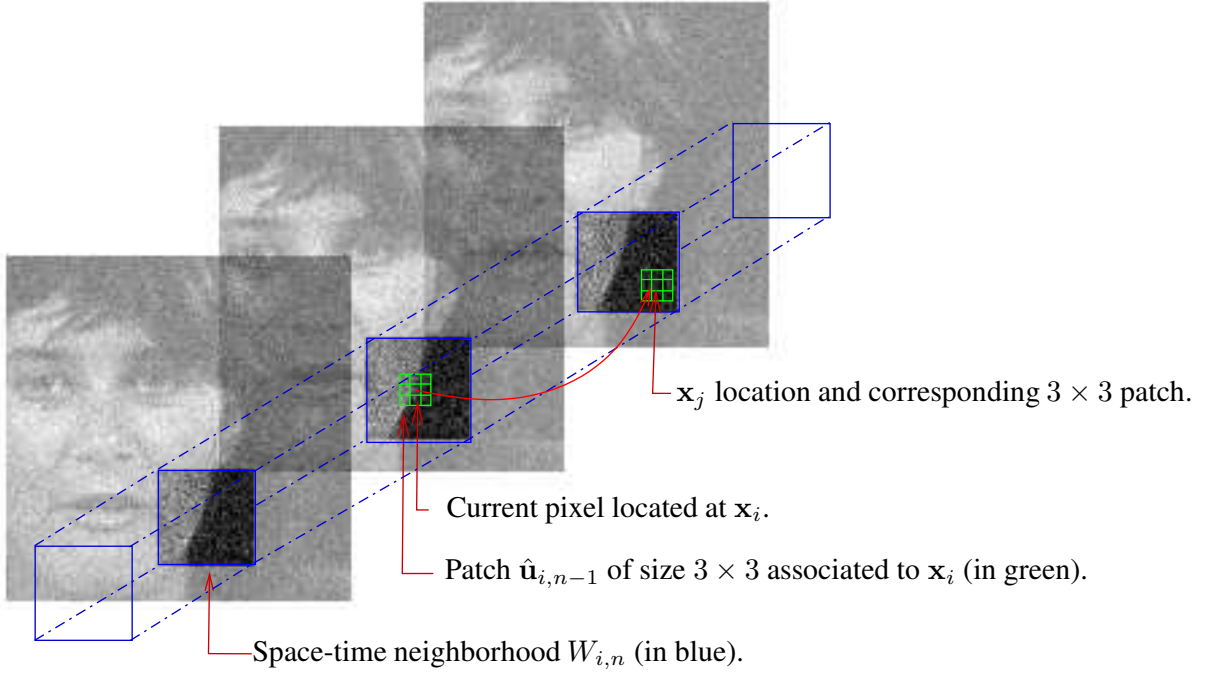 𝐱_j location and corresponding 3 × 3 patch.
Current pixel located at 𝐱_i.
Patch 𝐮̂_{i,n−1} of size 3 × 3 associated to 𝐱_i (in green).
Space-time neighborhood W_{i,n} (in blue).